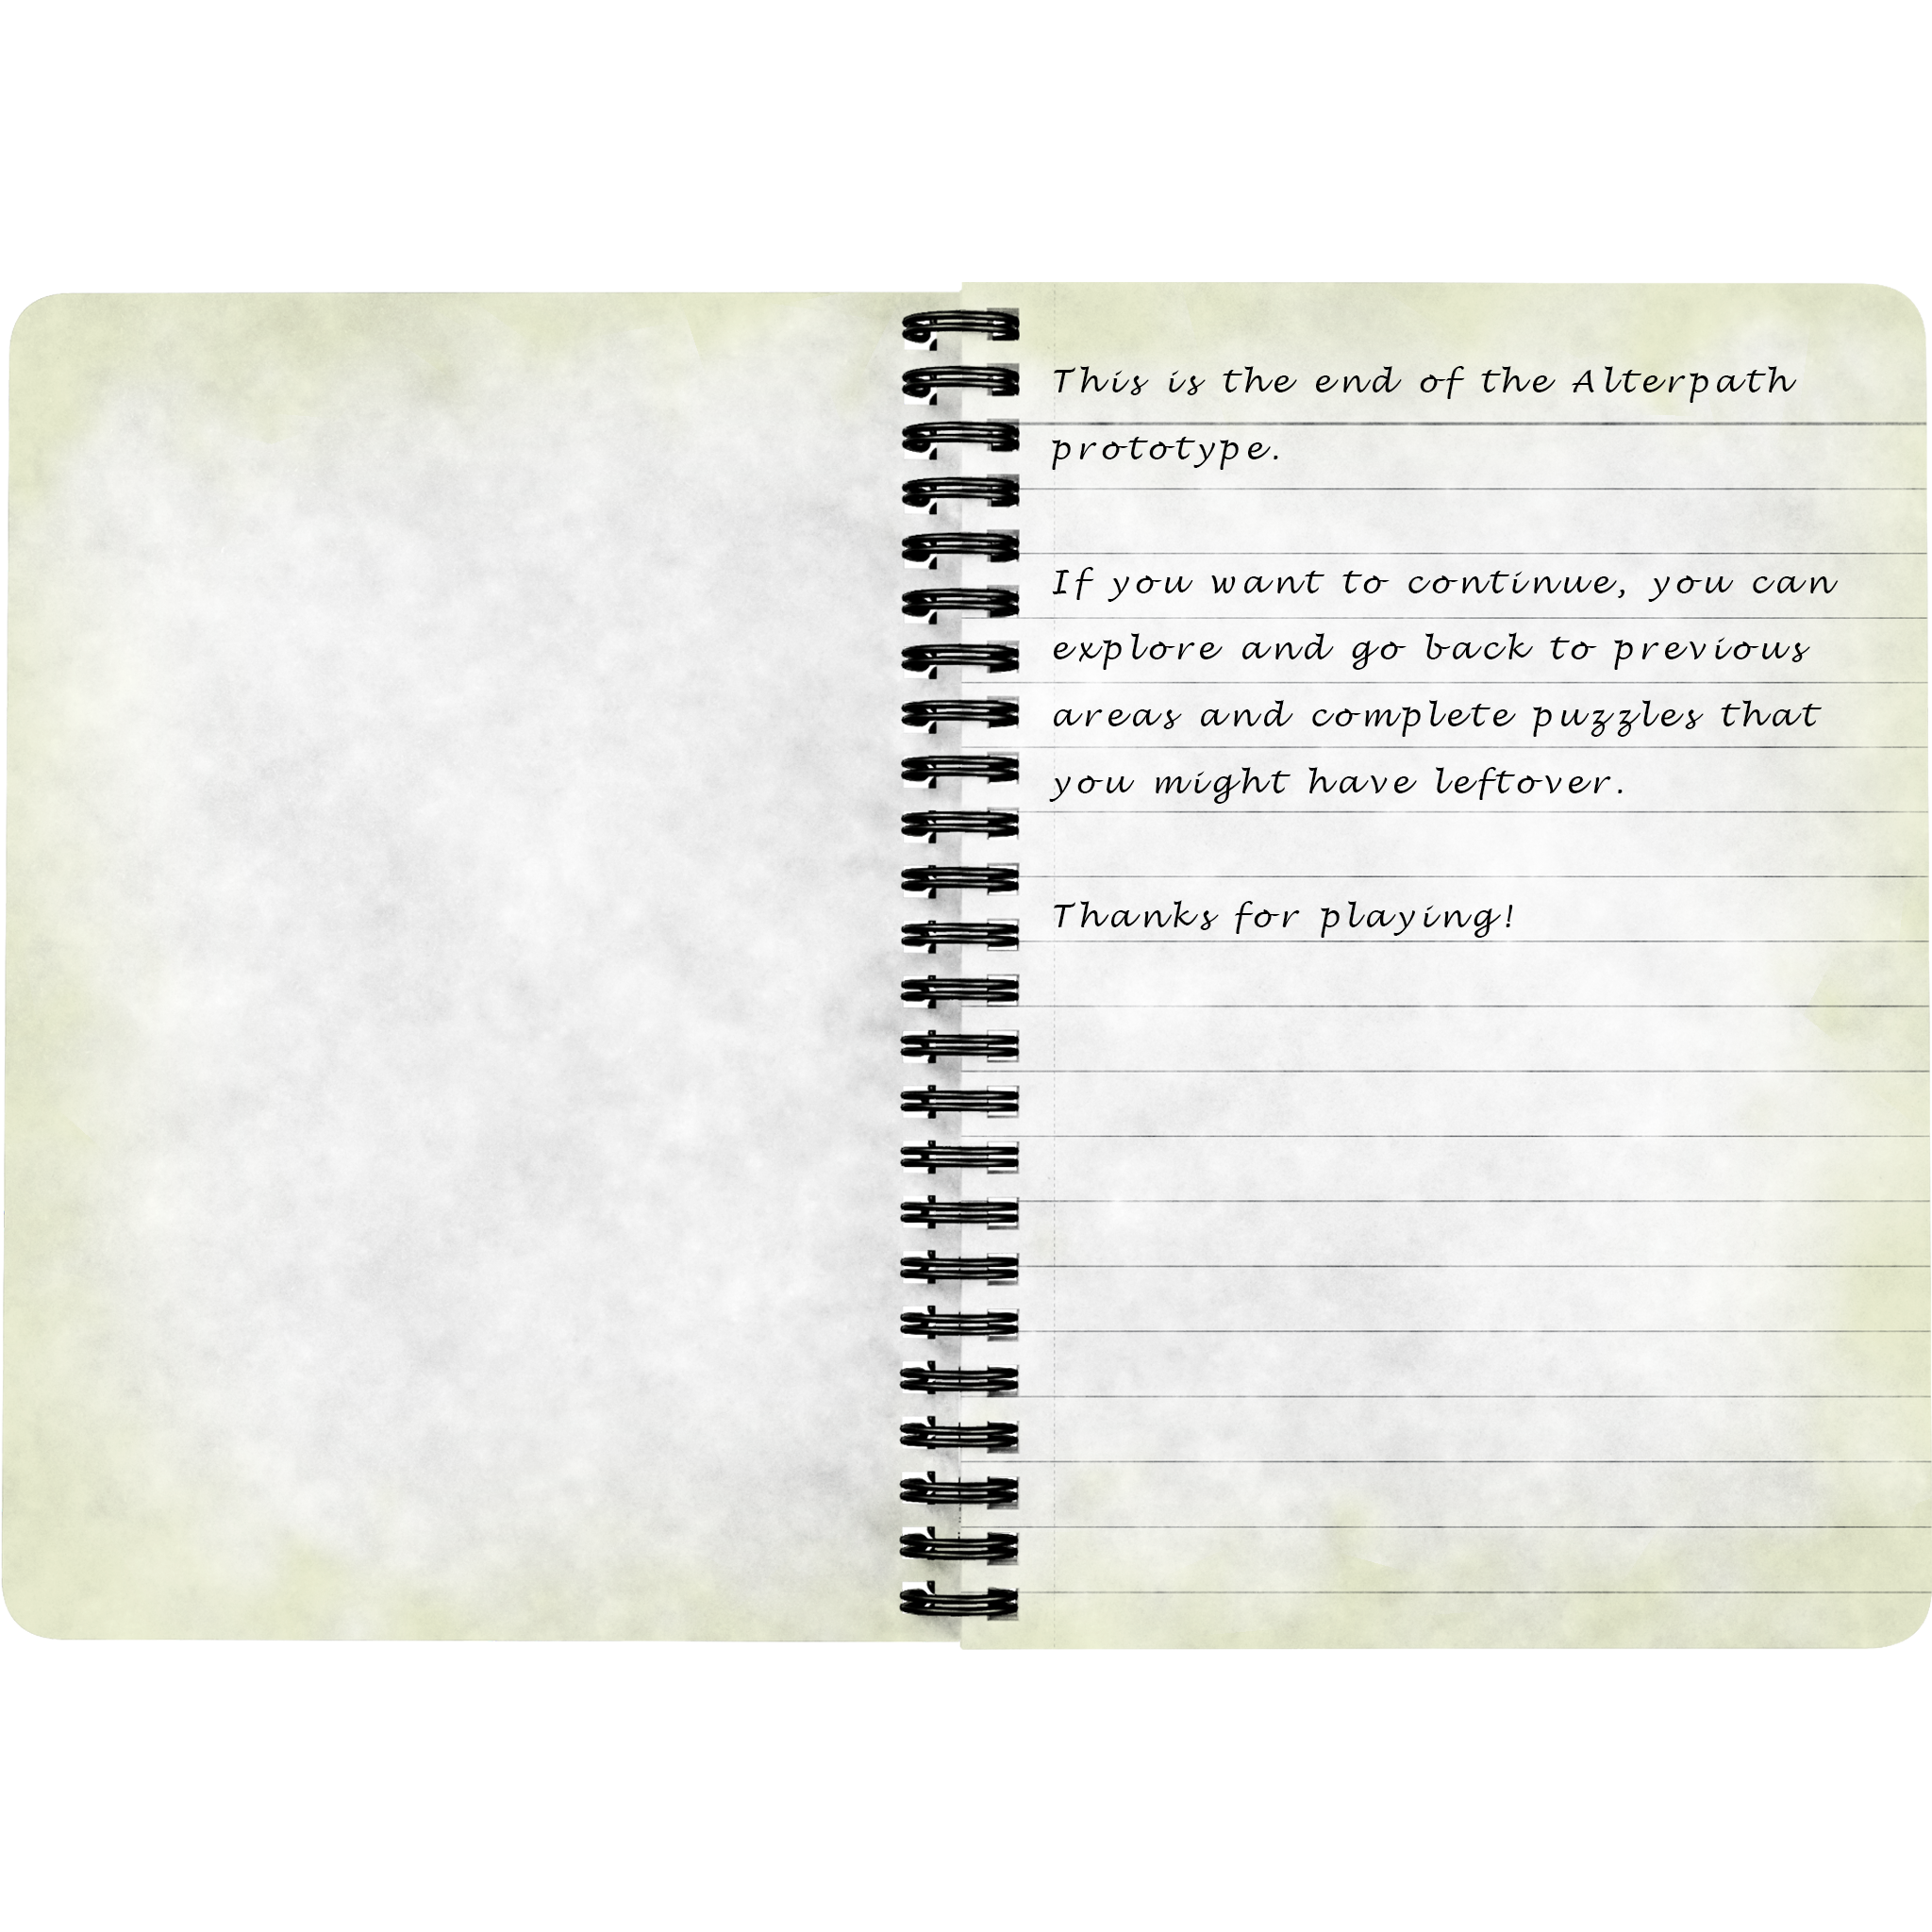 This is the end of the Alterpath
prototype.
If you want to continue, you can
explore and go back to previous
areas and complete puzzles that
you might have leftover.
Thanks for playing!